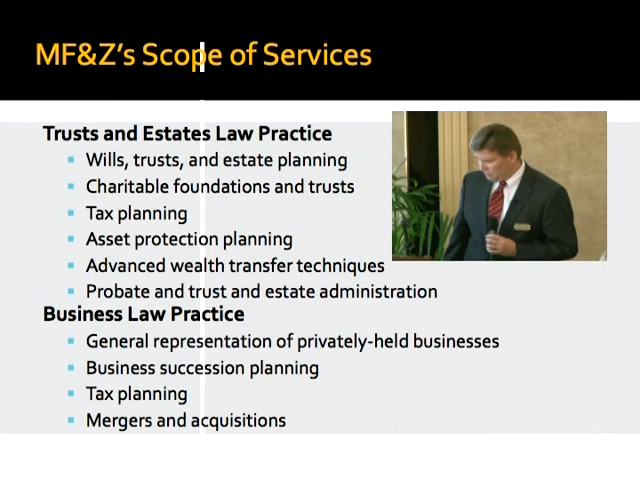 MF&Z's Scope of Services
Trusts and Estates Law Practice
Wills, trusts, and estate planning
Charitable foundations and trusts
Tax planning
Asset protection planning
Advanced wealth transfer techniques
Probate and trust and estate administration
Business Law Practice
General representation of privately-held businesses
Business succession planning
Tax planning
Mergers and acquisitions